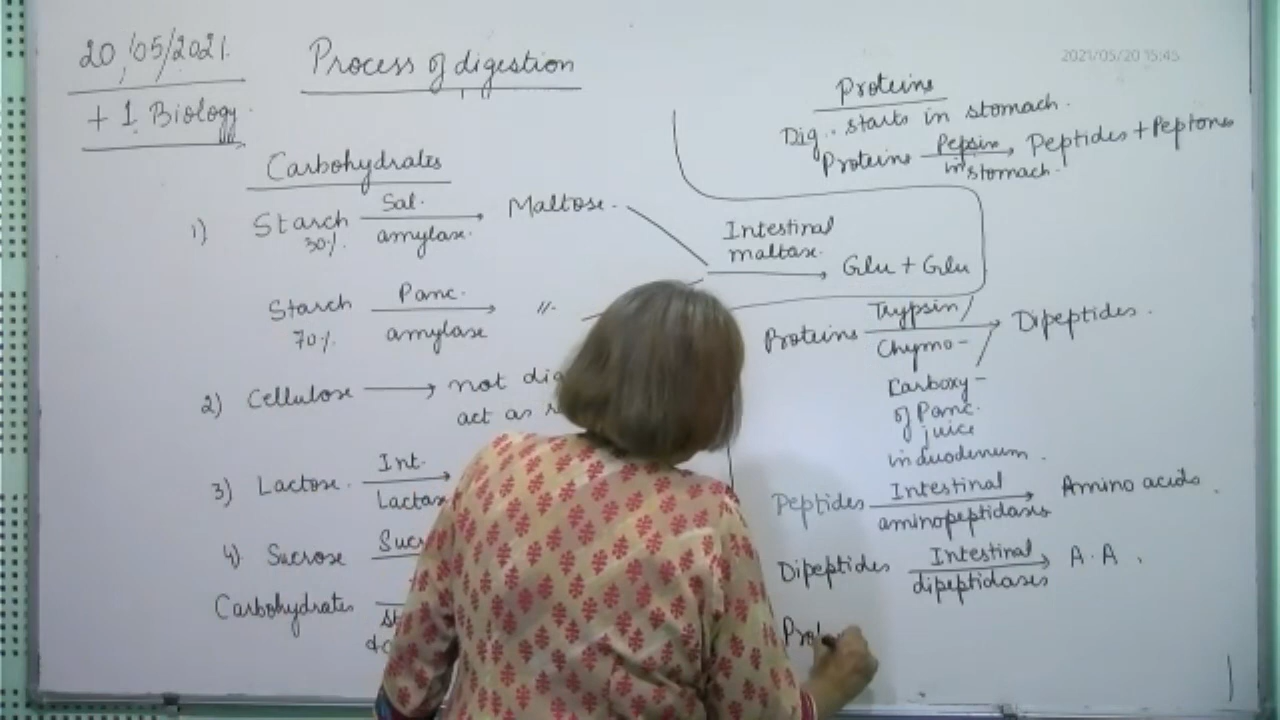 20/05/2021.
+ 1 Biology
Process of digestion
2021/05/20 15:45
Carbohydrates
1) Starch Sal. Maltose.
30% amylase.
Intestinal
maltase.
Glu + Glu
Starch Panc. 〃
70% amylase
2) Cellulose → not
act as
3) Lactose. Int.
4) Sucrose
Carbohydrates
Proteins
Dig. starts in stomach.
Proteins Pepsin → Peptides + Peptones
in stomach.
Proteins Trypsin/ → Dipeptides.
Chymo-/
Carboxy-
of Panc.
juice
in duodenum.
Peptides Intestinal → Amino acids.
aminopeptidases
Dipeptides Intestinal → A.A.
dipeptidases